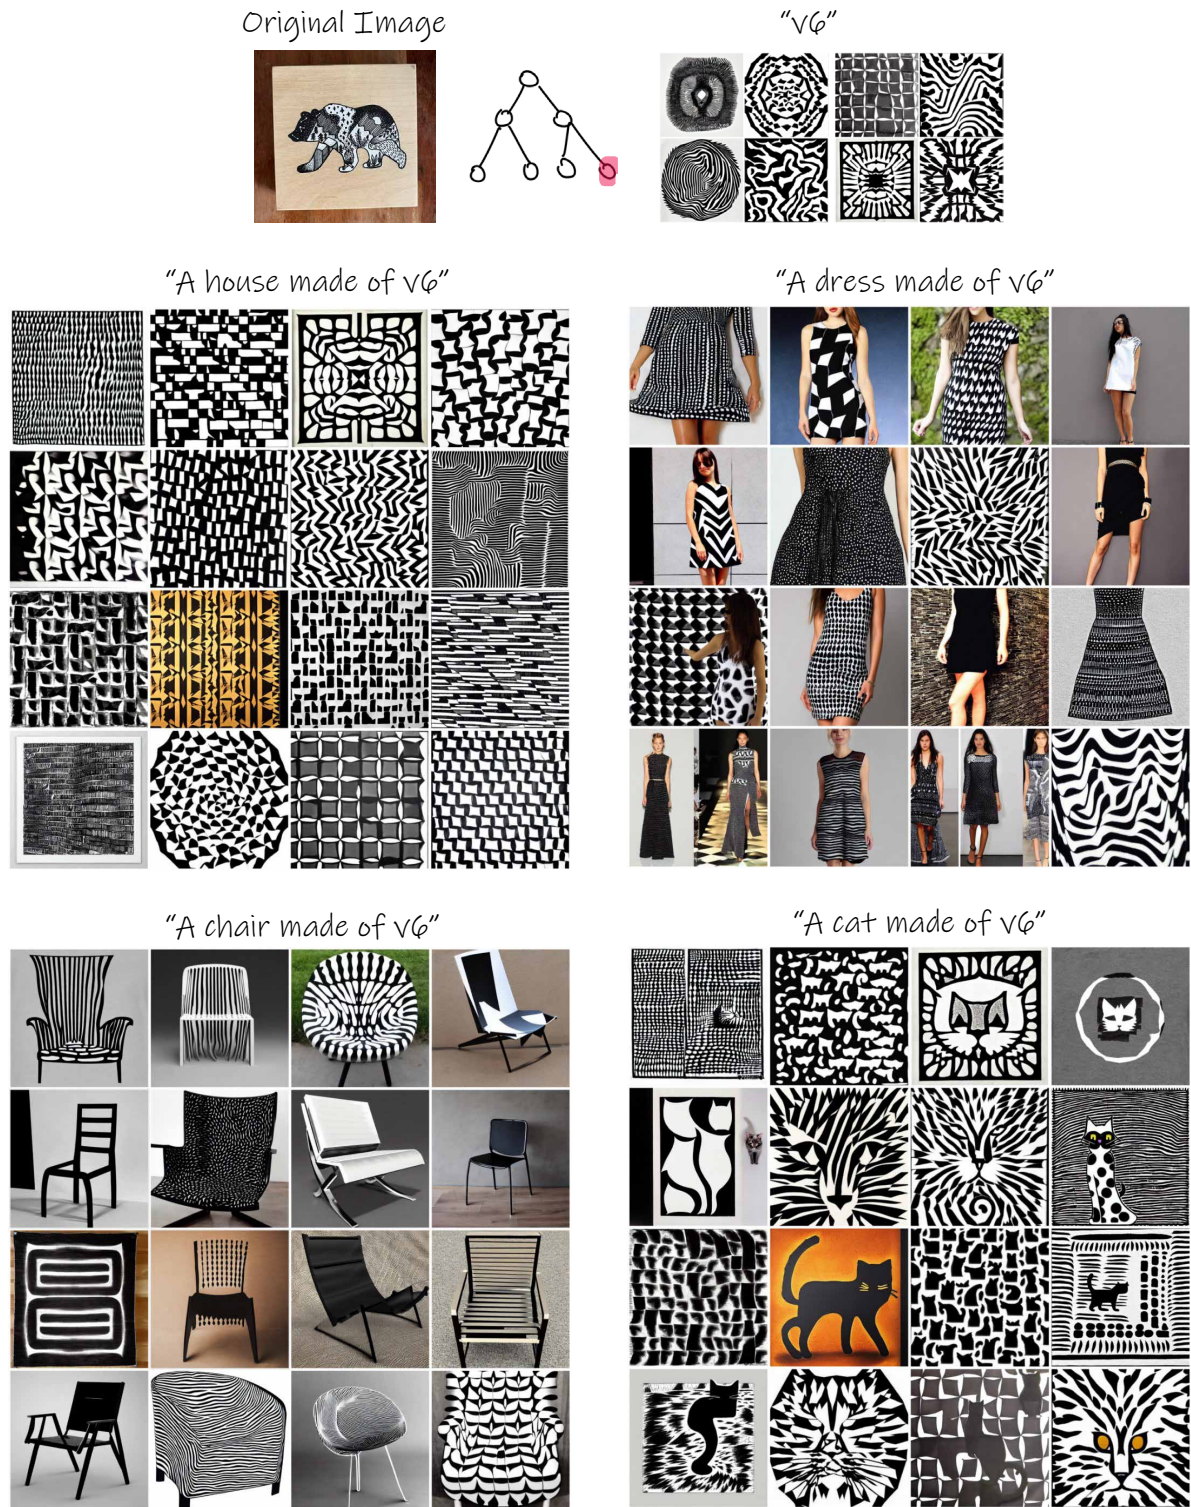 Original Image
"v6"
"A house made of v6"
"A dress made of v6"
"A chair made of v6"
"A cat made of v6"